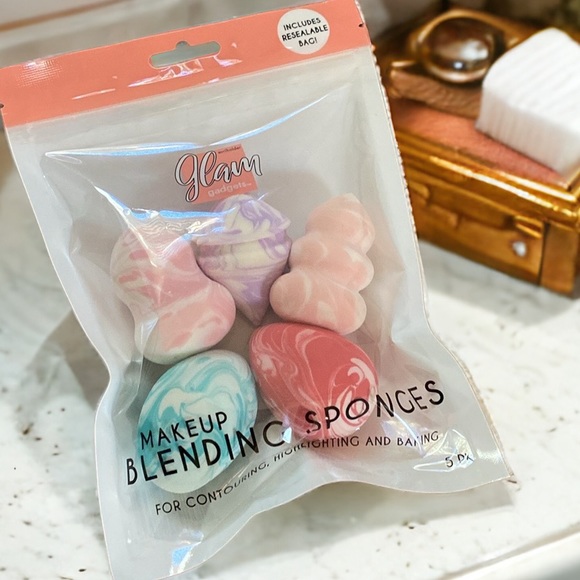 INCLUDES
RESEALABLE
BAG!
glam
gadgets
MAKEUP
BLENDING SPONGES
FOR CONTOURING, HIGHLIGHTING AND BAKING
5 PK